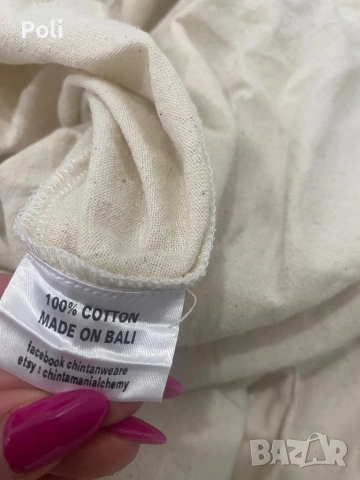 Poli
100% COTTON
MADE ON BALI
facebook chintanweare
etsy : chintamanialchemy
BAZAR